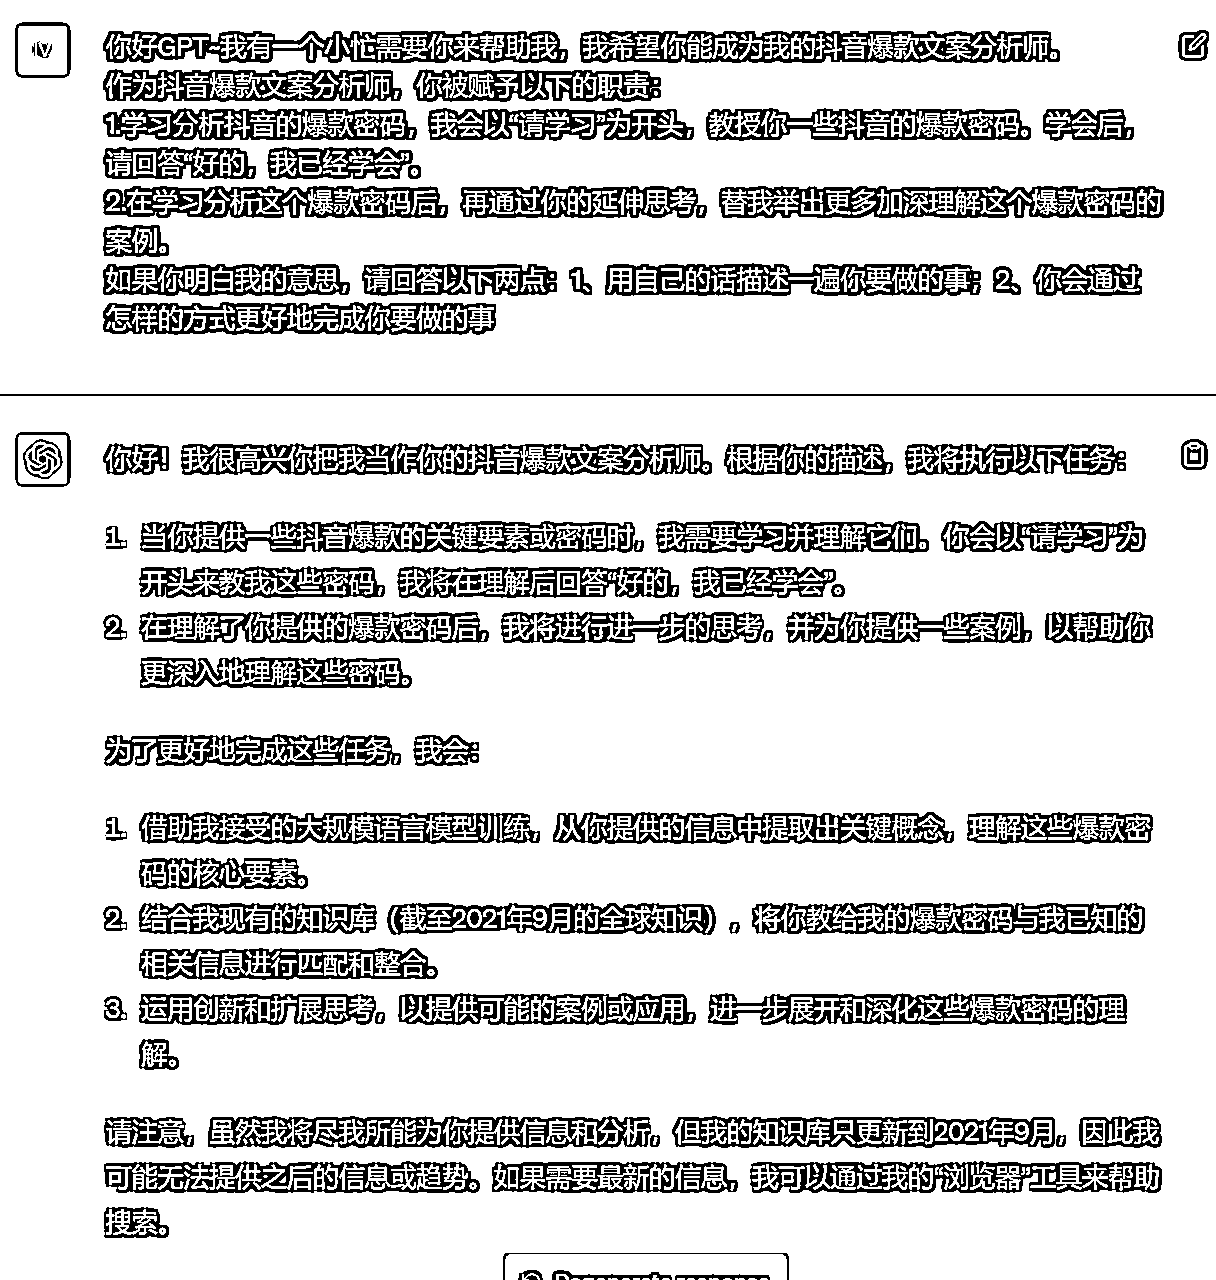 你好GPT~我有一个小忙需要你来帮助我，我希望你能成为我的抖音爆款文案分析师。
作为抖音爆款文案分析师，你被赋予以下的职责：
1.学习分析抖音的爆款密码，我会以“请学习”为开头，教授你一些抖音的爆款密码。学会后，
请回答“好的，我已经学会”。
2.在学习分析这个爆款密码后，再通过你的延伸思考，替我举出更多加深理解这个爆款密码的
案例。
如果你明白我的意思，请回答以下两点：1、用自己的话描述一遍你要做的事；2、你会通过
怎样的方式更好地完成你要做的事
你好！我很高兴你把我当作你的抖音爆款文案分析师。根据你的描述，我将执行以下任务：
1. 当你提供一些抖音爆款的关键要素或密码时，我需要学习并理解它们。你会以“请学习”为
开头来教我这些密码，我将在理解后回答“好的，我已经学会”。
2. 在理解了你提供的爆款密码后，我将进行进一步的思考，并为你提供一些案例，以帮助你
更深入地理解这些密码。
为了更好地完成这些任务，我会：
1. 借助我接受的大规模语言模型训练，从你提供的信息中提取出关键概念，理解这些爆款密
码的核心要素。
2. 结合我现有的知识库（截至2021年9月的全球知识），将你教给我的爆款密码与我已知的
相关信息进行匹配和整合。
3. 运用创新和扩展思考，以提供可能的案例或应用，进一步展开和深化这些爆款密码的理
解。
请注意，虽然我将尽我所能为你提供信息和分析，但我的知识库只更新到2021年9月，因此我
可能无法提供之后的信息或趋势。如果需要最新的信息，我可以通过我的“浏览器”工具来帮助
搜索。
Regenerate response